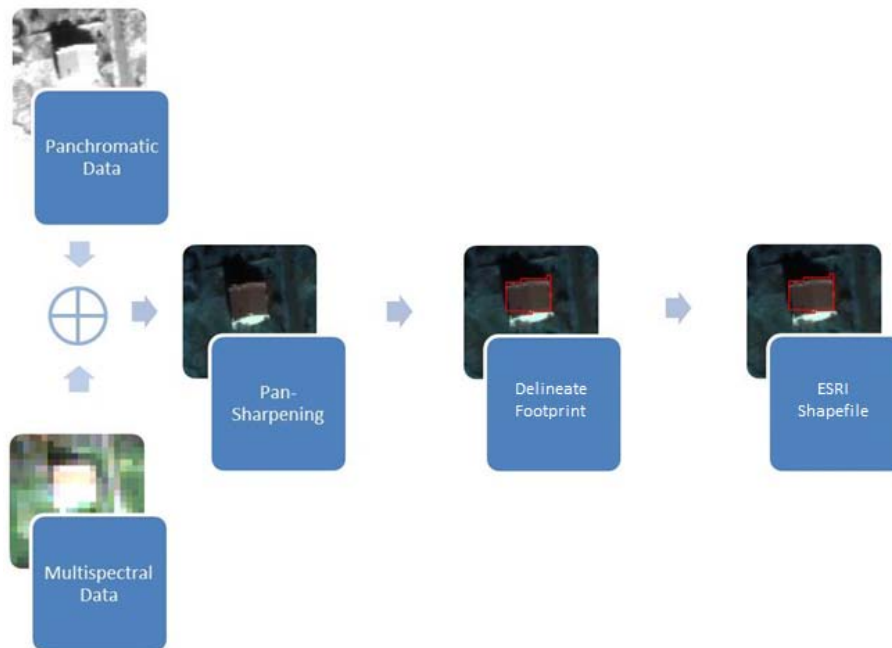 Panchromatic
Data
Pan-
Sharpening
Delineate
Footprint
ESRI
Shapefile
Multispectral
Data